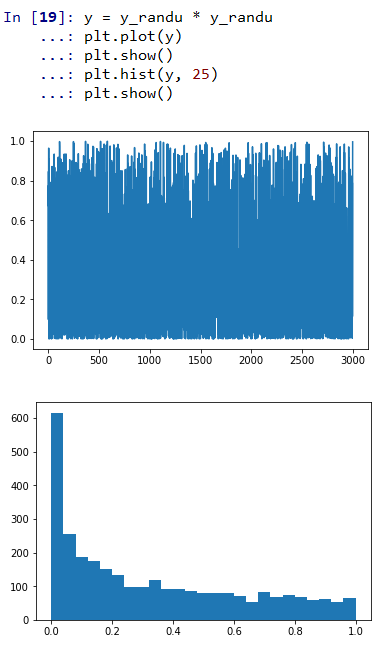 In [19]: y = y_randu * y_randu
...: plt.plot(y)
...: plt.show()
...: plt.hist(y, 25)
...: plt.show()
1.0
0.8
0.6
0.4
0.2
0.0
0 500 1000 1500 2000 2500 3000
600
500
400
300
200
100
0
0.0 0.2 0.4 0.6 0.8 1.0